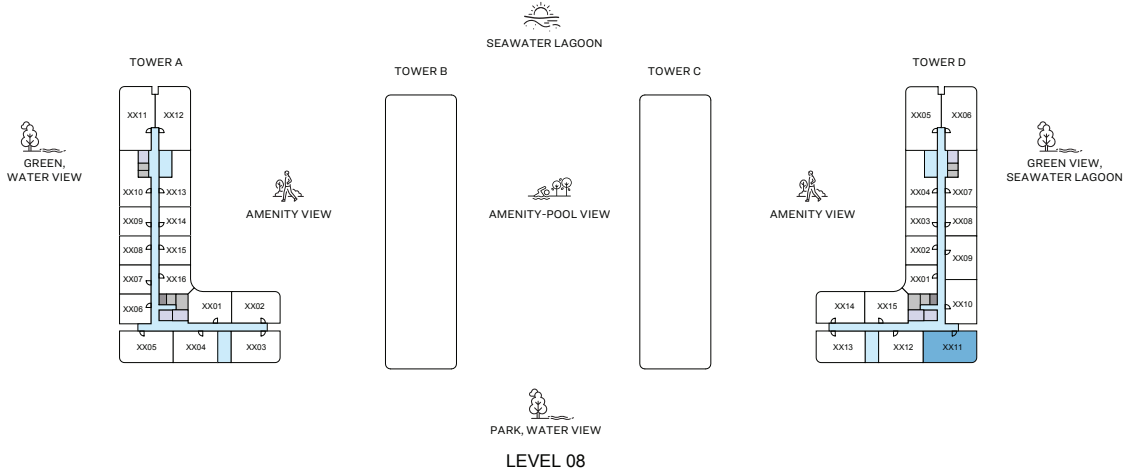 SEAWATER LAGOON
TOWER A
TOWER B
TOWER C
TOWER D
XX11
XX12
XX10
XX13
XX09
XX14
XX08
XX15
XX07
XX16
XX06
XX01
XX02
XX05
XX04
XX03
GREEN,
WATER VIEW
AMENITY VIEW
AMENITY-POOL VIEW
AMENITY VIEW
XX05
XX06
XX04
XX07
XX03
XX08
XX02
XX09
XX01
XX10
XX14
XX15
XX13
XX12
XX11
GREEN VIEW,
SEAWATER LAGOON
PARK, WATER VIEW
LEVEL 08